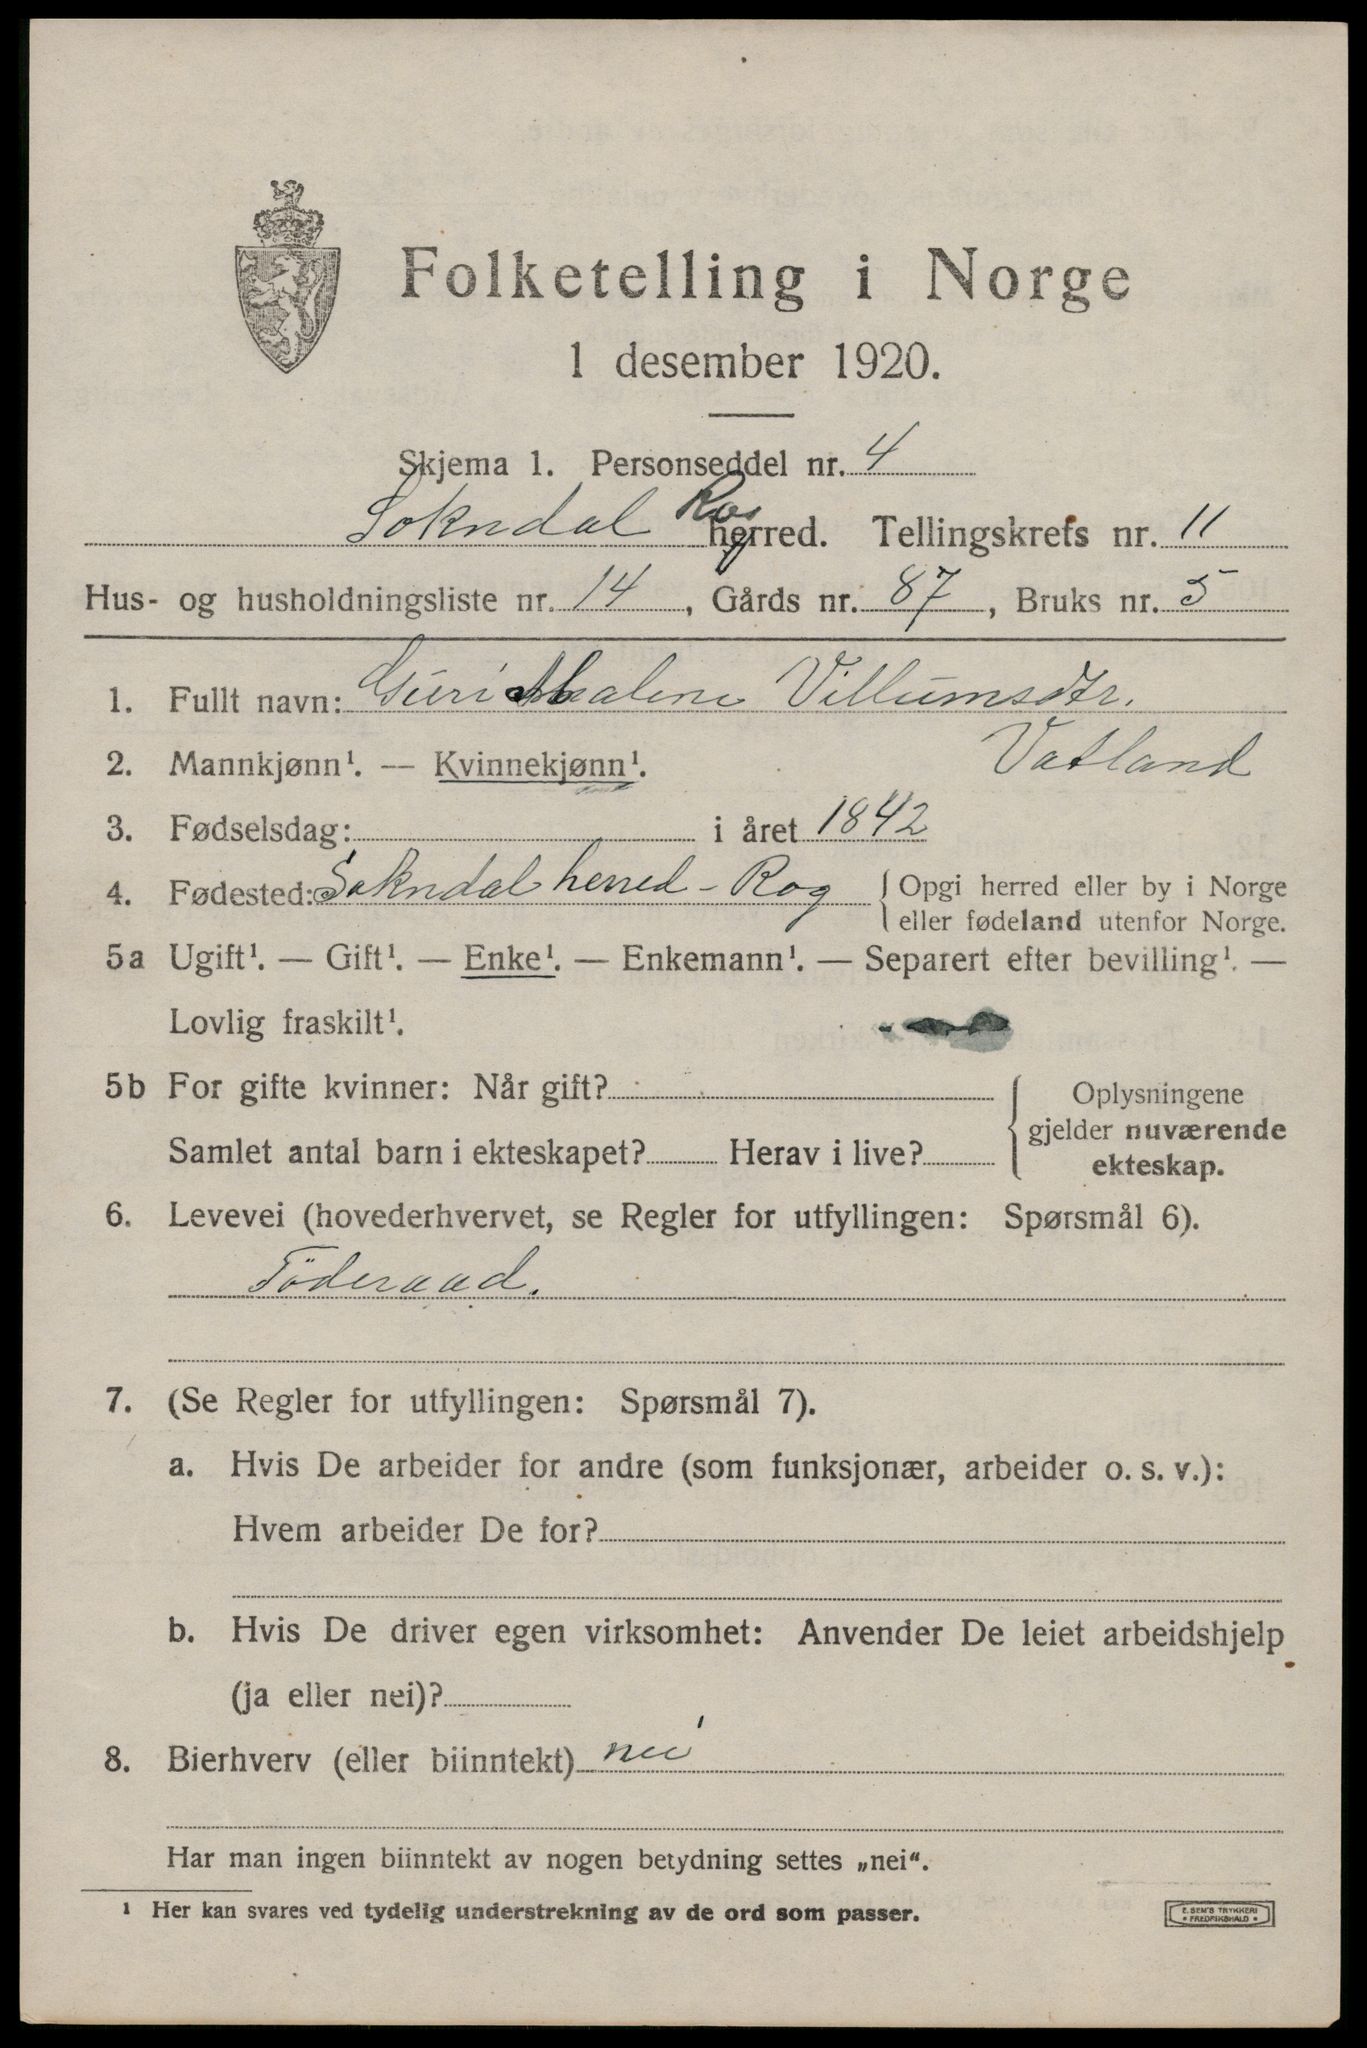 Folketelling i Norge
1 desember 1920.
Skjema 1. Personseddel nr. 4
Sokndal Rog herred. Tellingskrets nr. 11
Hus- og husholdningsliste nr. 14, Gårds nr. 87, Bruks nr. 5
1. Fullt navn: Guri Malene Villumsdtr.
Vatland
2. Mannkjønn¹. — Kvinnekjønn¹.
3. Fødselsdag: i året 1842
4. Fødested: Sokndal herred - Rog { Opgi herred eller by i Norge
eller fødeland utenfor Norge.
5a Ugift¹. — Gift¹. — Enke¹. — Enkemann¹. — Separert efter bevilling¹. —
Lovlig fraskilt¹.
5b For gifte kvinner: Når gift?
Samlet antal barn i ekteskapet? Herav i live?
Oplysningene
gjelder nuværende
ekteskap.
6. Levevei (hovederhvervet, se Regler for utfyllingen: Spørsmål 6).
Föderaad.
7. (Se Regler for utfyllingen: Spørsmål 7).
a. Hvis De arbeider for andre (som funksjonær, arbeider o. s. v.):
Hvem arbeider De for?
b. Hvis De driver egen virksomhet: Anvender De leiet arbeidshjelp
(ja eller nei)?
8. Bierhverv (eller biinntekt) nei
Har man ingen biinntekt av nogen betydning settes „nei“.
¹ Her kan svares ved tydelig understrekning av de ord som passer.
E. SEM'S TRYKKERI
* FREDRIKSHALD *